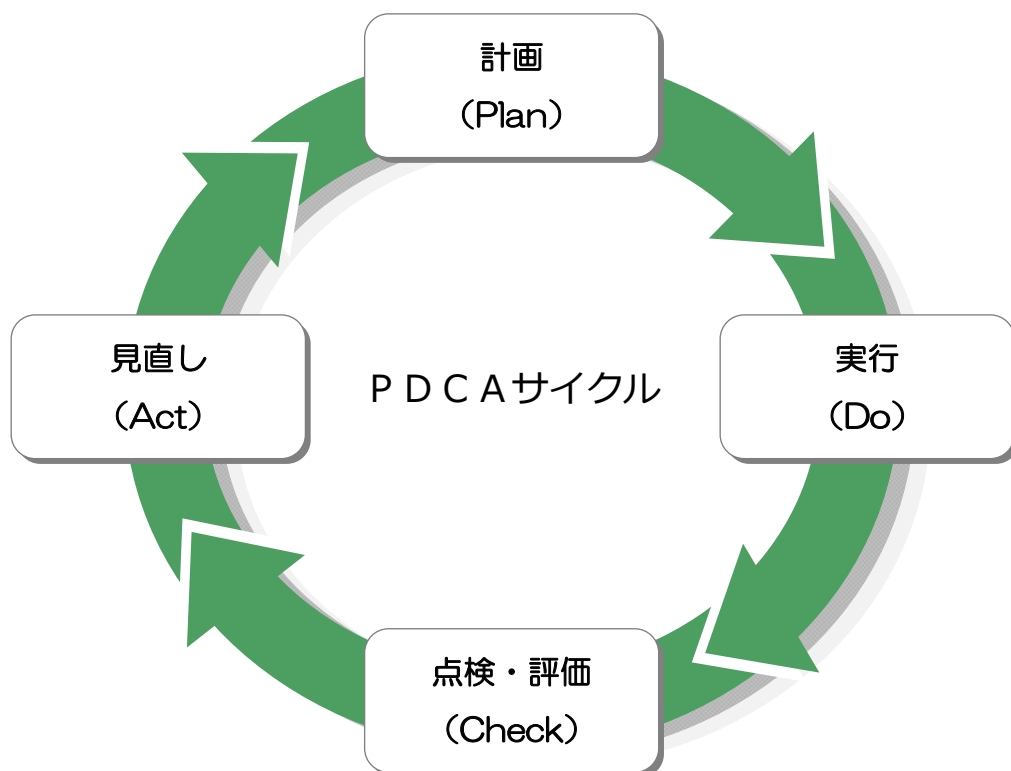 計画
(Plan)
見直し
(Act)
PDCAサイクル
実行
(Do)
点検・評価
(Check)